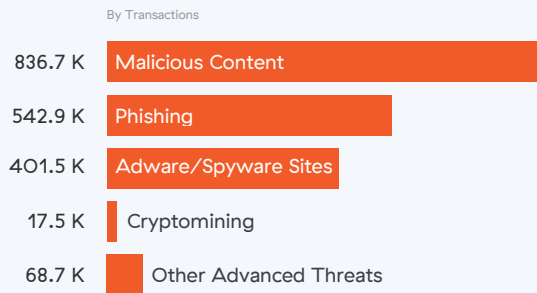 By Transactions
836.7 K Malicious Content
542.9 K Phishing
401.5 K Adware/Spyware Sites
17.5 K Cryptomining
68.7 K Other Advanced Threats